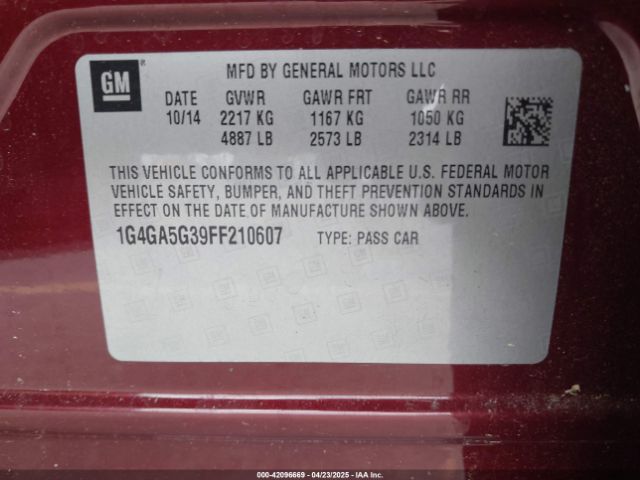 GM ®
MFD BY GENERAL MOTORS LLC
DATE GVWR GAWR FRT GAWR RR
10/14 2217 KG 1167 KG 1050 KG
4887 LB 2573 LB 2314 LB
THIS VEHICLE CONFORMS TO ALL APPLICABLE U.S. FEDERAL MOTOR
VEHICLE SAFETY, BUMPER, AND THEFT PREVENTION STANDARDS IN
EFFECT ON THE DATE OF MANUFACTURE SHOWN ABOVE.
1G4GA5G39FF210607 TYPE: PASS CAR
000-42096669 - 04/23/2025 - IAA Inc.